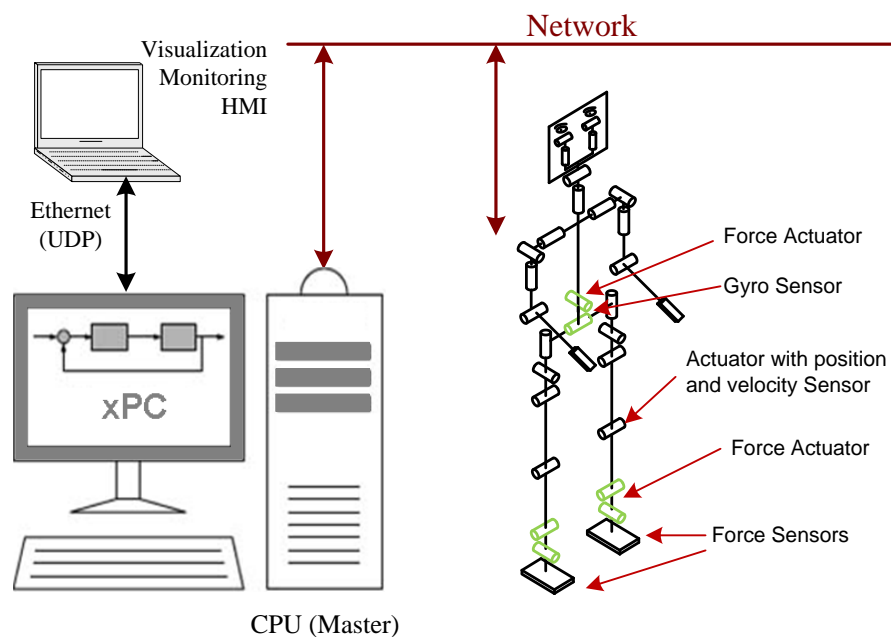 Network
Visualization
Monitoring
HMI
Ethernet
(UDP)
Force Actuator
Gyro Sensor
xPC
Actuator with position
and velocity Sensor
Force Actuator
Force Sensors
CPU (Master)